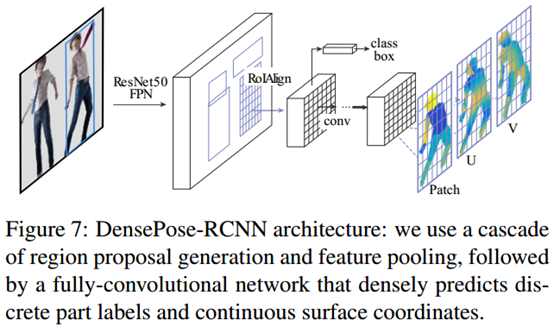 ResNet50
FPN
RoIAlign
conv
class
box
Patch
U
V
Figure 7: DensePose-RCNN architecture: we use a cascade
of region proposal generation and feature pooling, followed
by a fully-convolutional network that densely predicts dis-
crete part labels and continuous surface coordinates.